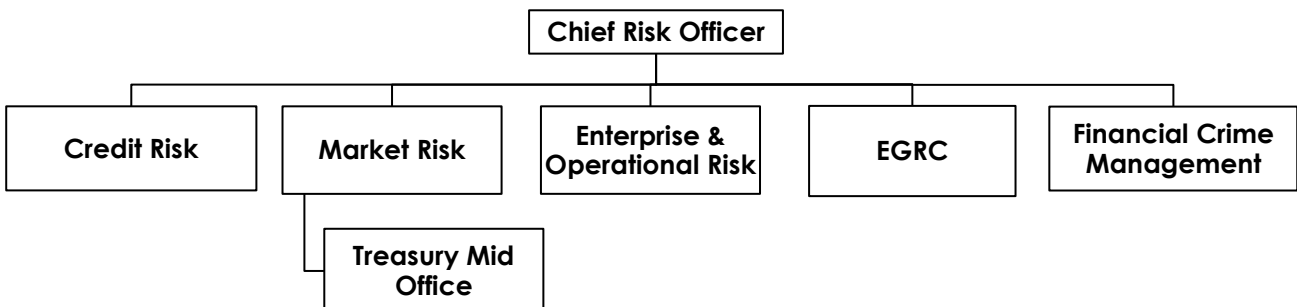 Chief Risk Officer
Credit Risk
Market Risk
Enterprise &
Operational Risk
EGRC
Financial Crime
Management
Treasury Mid
Office